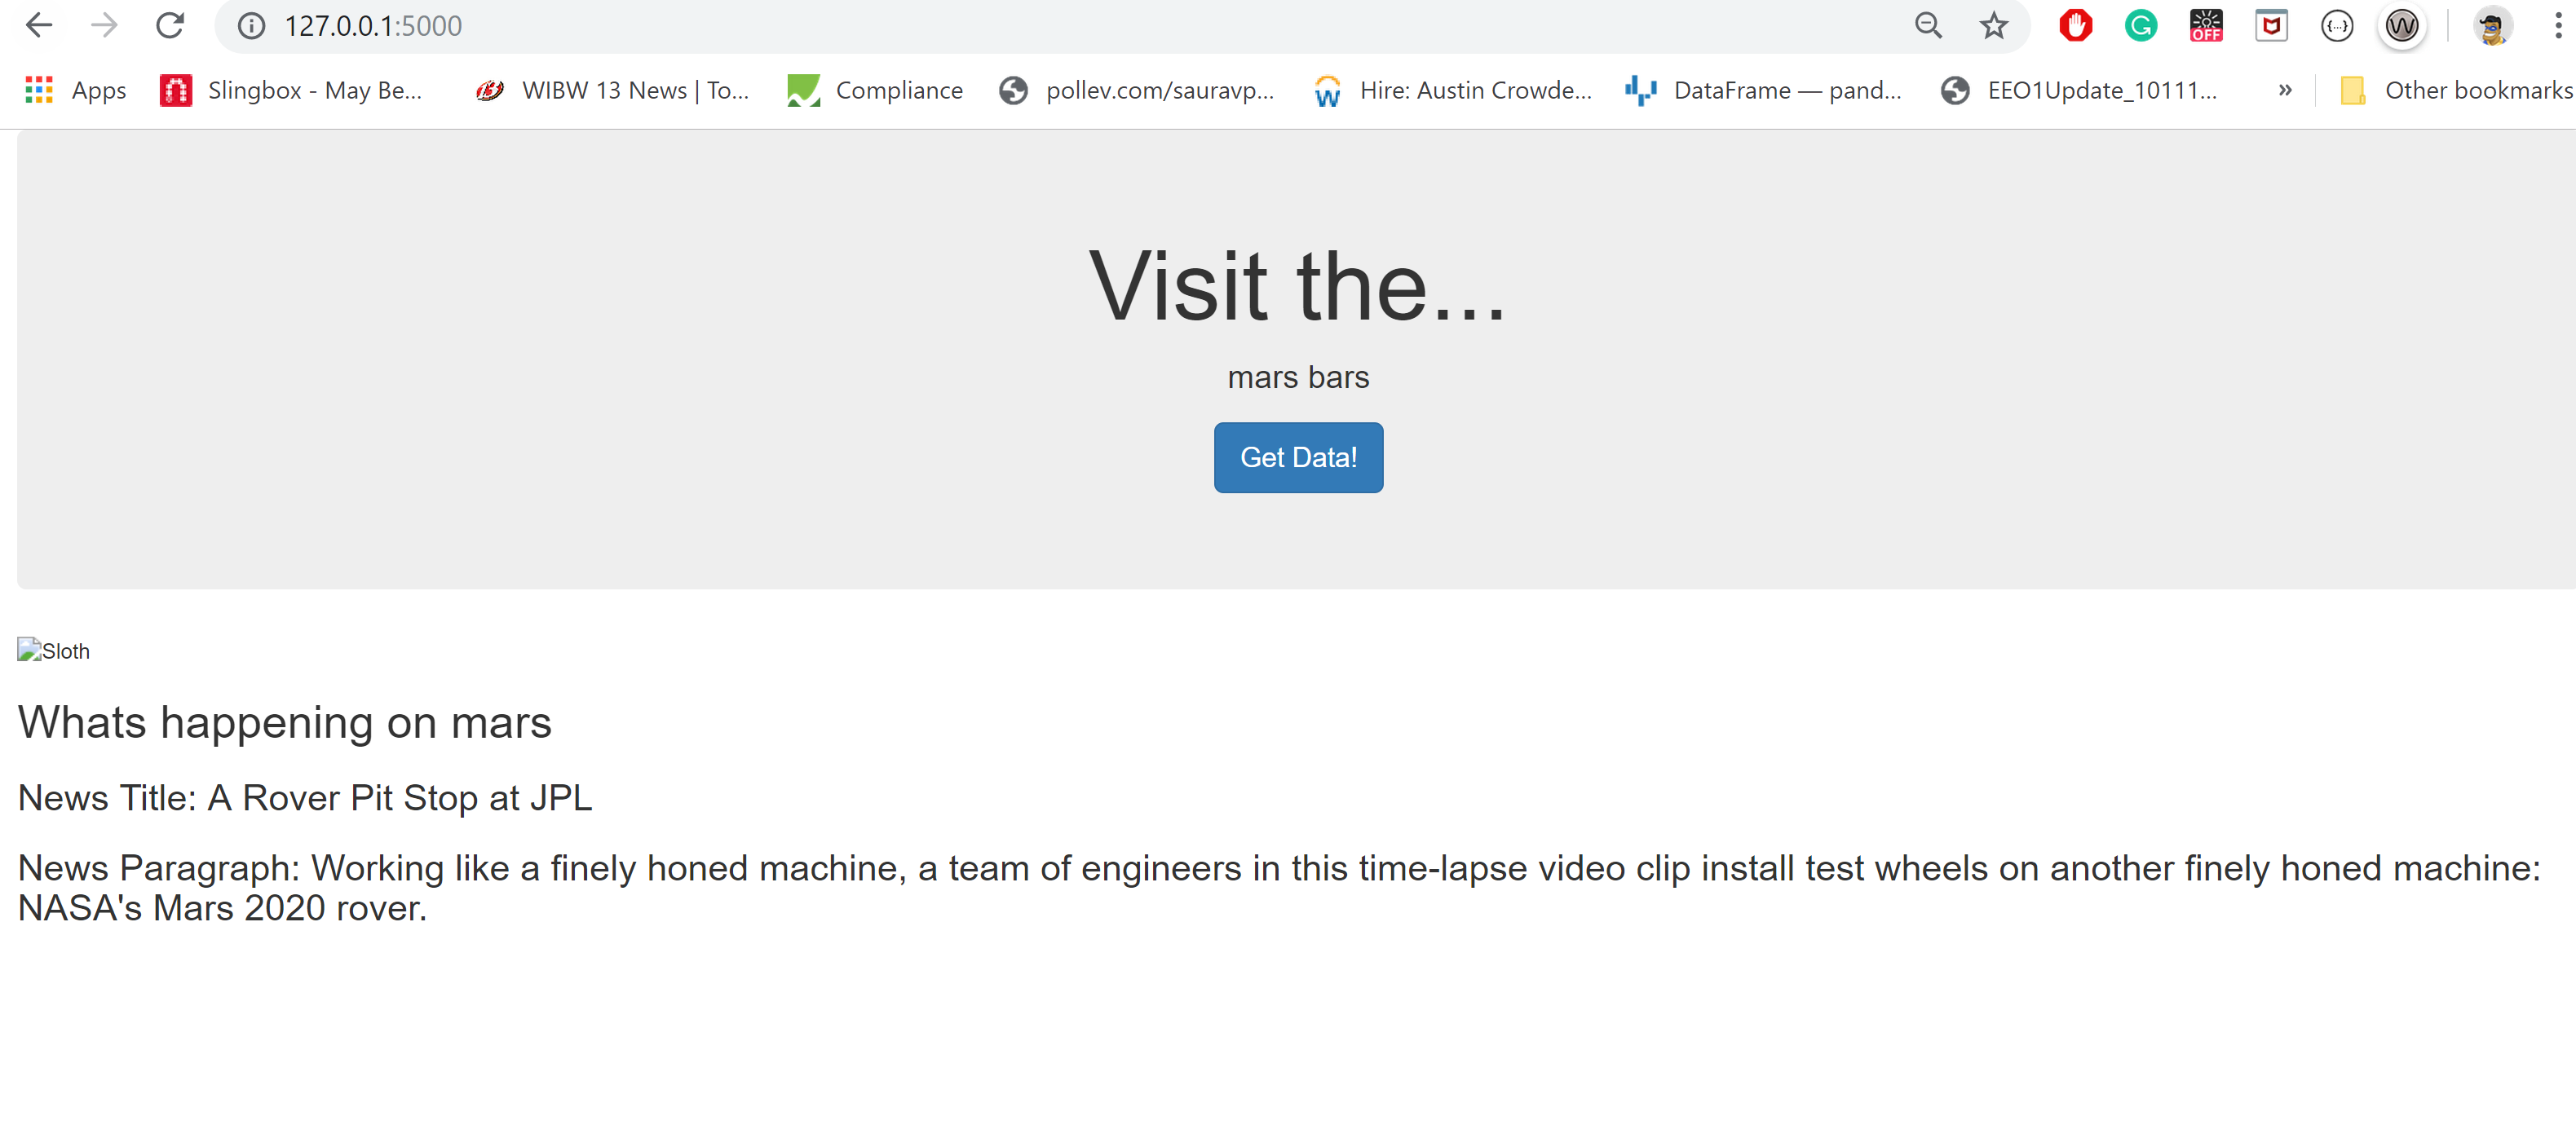 127.0.0.1:5000
OFF
Apps Slingbox - May Be... WIBW 13 News | To... Compliance pollev.com/sauravp... Hire: Austin Crowde... DataFrame — pand... EEO1Update_10111... » Other bookmarks
Visit the...
mars bars
Get Data!
Sloth
Whats happening on mars
News Title: A Rover Pit Stop at JPL
News Paragraph: Working like a finely honed machine, a team of engineers in this time-lapse video clip install test wheels on another finely honed machine:
NASA's Mars 2020 rover.